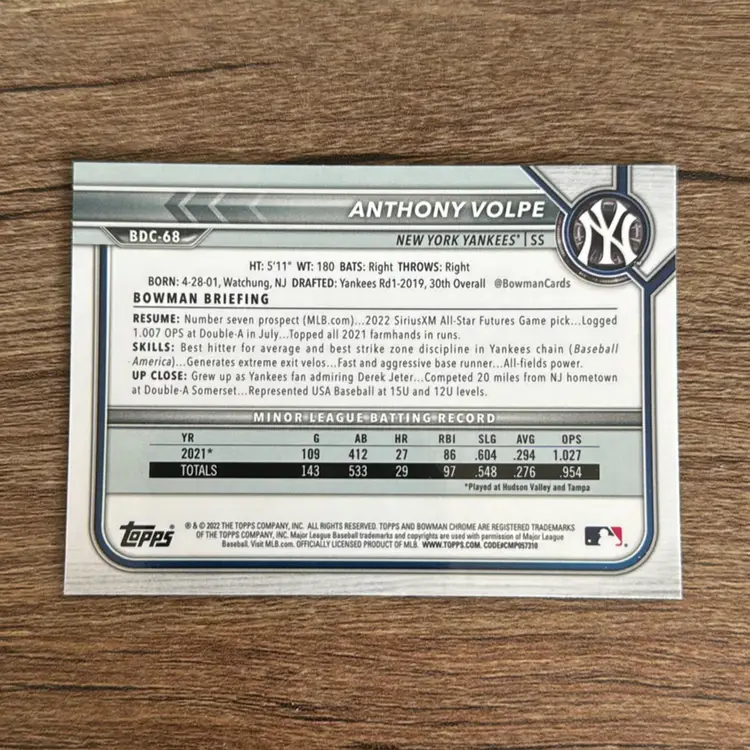 ANTHONY VOLPE
BDC-68
NEW YORK YANKEES® | SS
NY
HT: 5'11" WT: 180 BATS: Right THROWS: Right
BORN: 4-28-01, Watchung, NJ DRAFTED: Yankees Rd1-2019, 30th Overall @BowmanCards
BOWMAN BRIEFING
RESUME: Number seven prospect (MLB.com)...2022 SiriusXM All-Star Futures Game pick...Logged
1.007 OPS at Double-A in July...Topped all 2021 farmhands in runs.
SKILLS: Best hitter for average and best strike zone discipline in Yankees chain (Baseball
America)...Generates extreme exit velos...Fast and aggressive base runner...All-fields power.
UP CLOSE: Grew up as Yankees fan admiring Derek Jeter...Competed 20 miles from NJ hometown
at Double-A Somerset...Represented USA Baseball at 15U and 12U levels.
MINOR LEAGUE BATTING RECORD
YR G AB HR RBI SLG AVG OPS
2021* 109 412 27 86 .604 .294 1.027
TOTALS 143 533 29 97 .548 .276 .954
*Played at Hudson Valley and Tampa
topps®
® & © 2022 THE TOPPS COMPANY, INC. ALL RIGHTS RESERVED. TOPPS AND BOWMAN CHROME ARE REGISTERED TRADEMARKS
OF THE TOPPS COMPANY, INC. Major League Baseball trademarks and copyrights are used with permission of Major League
Baseball. Visit MLB.com. OFFICIALLY LICENSED PRODUCT OF MLB. WWW.TOPPS.COM. CODE#CMP057318